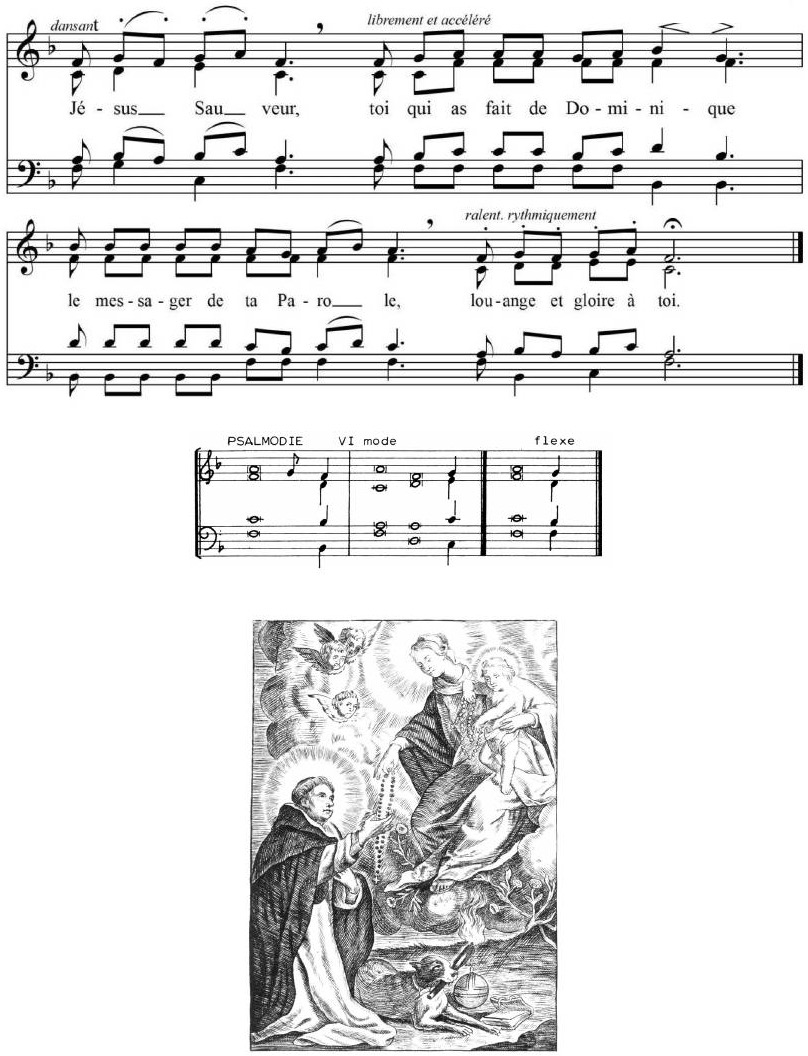 dansant librement et accéléré
Jé - sus Sau veur, toi qui as fait de Do - mi - ni - que
ralent. rythmiquement
le mes - sa - ger de ta Pa - ro le, lou - ange et gloire à toi.
PSALMODIE VI mode flexe